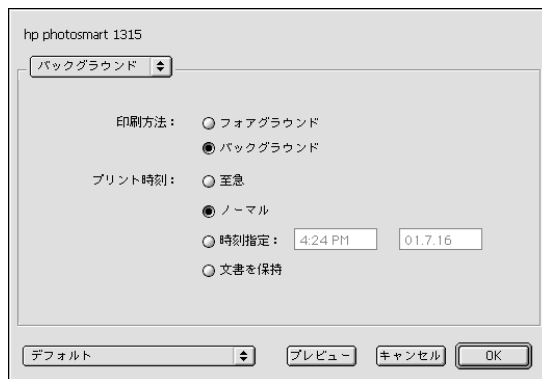 hp photosmart 1315
バックグラウンド
印刷方法：
フォアグラウンド
バックグラウンド
プリント時刻：
至急
ノーマル
時刻指定： 4:24 PM 01.7.16
文書を保持
デフォルト
プレビュー キャンセル OK